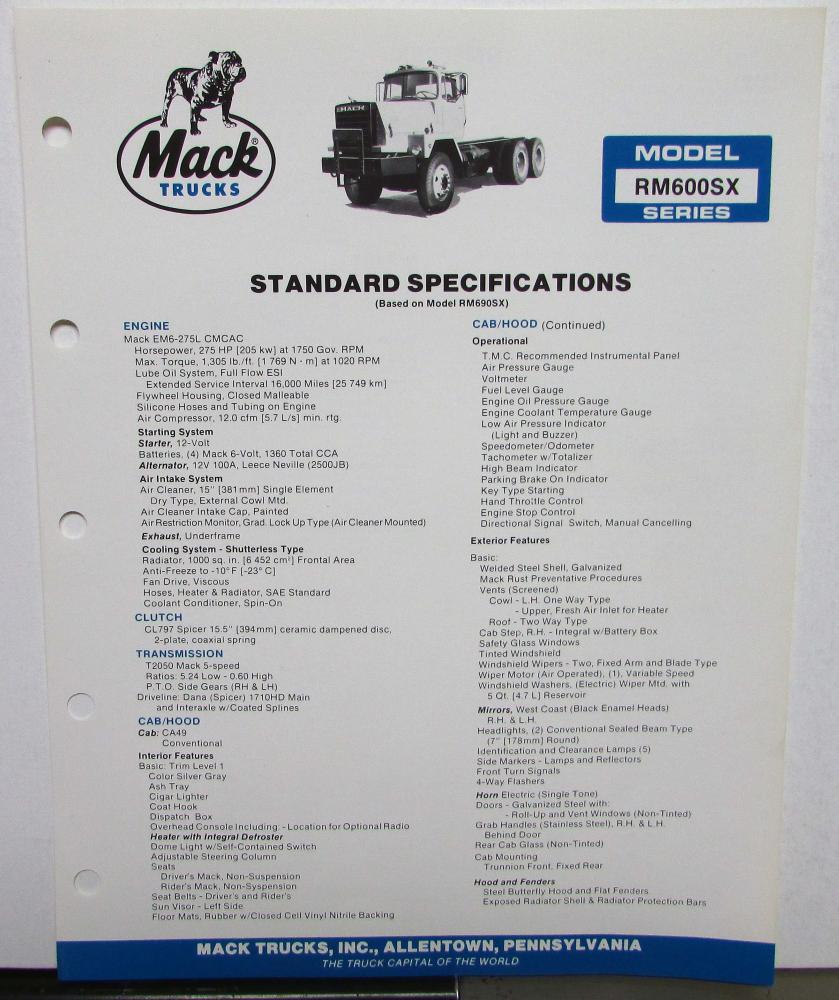 Mack®
TRUCKS
MACK
MODEL
RM600SX
SERIES
STANDARD SPECIFICATIONS
(Based on Model RM690SX)
ENGINE
Mack EM6-275L CMCAC
Horsepower, 275 HP [205 kw] at 1750 Gov. RPM
Max. Torque, 1,305 lb./ft. [1 769 N · m] at 1020 RPM
Lube Oil System, Full Flow ESI
Extended Service Interval 16,000 Miles [25 749 km]
Flywheel Housing, Closed Malleable
Silicone Hoses and Tubing on Engine
Air Compressor, 12.0 cfm [5.7 L/s] min. rtg.
Starting System
Starter, 12-Volt
Batteries, (4) Mack 6-Volt, 1360 Total CCA
Alternator, 12V 100A, Leece Neville (2500JB)
Air Intake System
Air Cleaner, 15" [381mm] Single Element
Dry Type, External Cowl Mtd.
Air Cleaner Intake Cap, Painted
Air Restriction Monitor, Grad. Lock Up Type (Air Cleaner Mounted)
Exhaust, Underframe
Cooling System - Shutterless Type
Radiator, 1000 sq. in. [6 452 cm²] Frontal Area
Anti-Freeze to -10°F [-23°C]
Fan Drive, Viscous
Hoses, Heater & Radiator, SAE Standard
Coolant Conditioner, Spin-On
CLUTCH
CL797 Spicer 15.5" [394mm] ceramic dampened disc,
2-plate, coaxial spring
TRANSMISSION
T2050 Mack 5-speed
Ratios: 5.24 Low - 0.60 High
P.T.O. Side Gears (RH & LH)
Driveline: Dana (Spicer) 1710HD Main
and Interaxle w/Coated Splines
CAB/HOOD
Cab: CA49
Conventional
Interior Features
Basic: Trim Level 1
Color Silver Gray
Ash Tray
Cigar Lighter
Coat Hook
Dispatch Box
Overhead Console Including: - Location for Optional Radio
Heater with Integral Defroster
Dome Light w/Self-Contained Switch
Adjustable Steering Column
Seats
Driver's Mack, Non-Suspension
Rider's Mack, Non-Syspension
Seat Belts - Driver's and Rider's
Sun Visor - Left Side
Floor Mats, Rubber w/Closed Cell Vinyl Nitrile Backing
CAB/HOOD (Continued)
Operational
T.M.C. Recommended Instrumental Panel
Air Pressure Gauge
Voltmeter
Fuel Level Gauge
Engine Oil Pressure Gauge
Engine Coolant Temperature Gauge
Low Air Pressure Indicator
(Light and Buzzer)
Speedometer/Odometer
Tachometer w/Totalizer
High Beam Indicator
Parking Brake On Indicator
Key Type Starting
Hand Throttle Control
Engine Stop Control
Directional Signal Switch, Manual Cancelling
Exterior Features
Basic:
Welded Steel Shell, Galvanized
Mack Rust Preventative Procedures
Vents (Screened)
Cowl - L.H. One Way Type
- Upper, Fresh Air Inlet for Heater
Roof - Two Way Type
Cab Step, R.H. - Integral w/Battery Box
Safety Glass Windows
Tinted Windshield
Windshield Wipers - Two, Fixed Arm and Blade Type
Wiper Motor (Air Operated), (1), Variable Speed
Windshield Washers, (Electric) Wiper Mtd. with
5 Qt. [4.7 L] Reservoir
Mirrors, West Coast (Black Enamel Heads)
R.H. & L.H.
Headlights, (2) Conventional Sealed Beam Type
(7" [178mm] Round)
Identification and Clearance Lamps (5)
Side Markers - Lamps and Reflectors
Front Turn Signals
4-Way Flashers
Horn Electric (Single Tone)
Doors - Galvanized Steel with:
- Roll-Up and Vent Windows (Non-Tinted)
Grab Handles (Stainless Steel), R.H. & L.H.
Behind Door
Rear Cab Glass (Non-Tinted)
Cab Mounting
Trunnion Front, Fixed Rear
Hood and Fenders
Steel Butterfly Hood and Flat Fenders
Exposed Radiator Shell & Radiator Protection Bars
MACK TRUCKS, INC., ALLENTOWN, PENNSYLVANIA
THE TRUCK CAPITAL OF THE WORLD